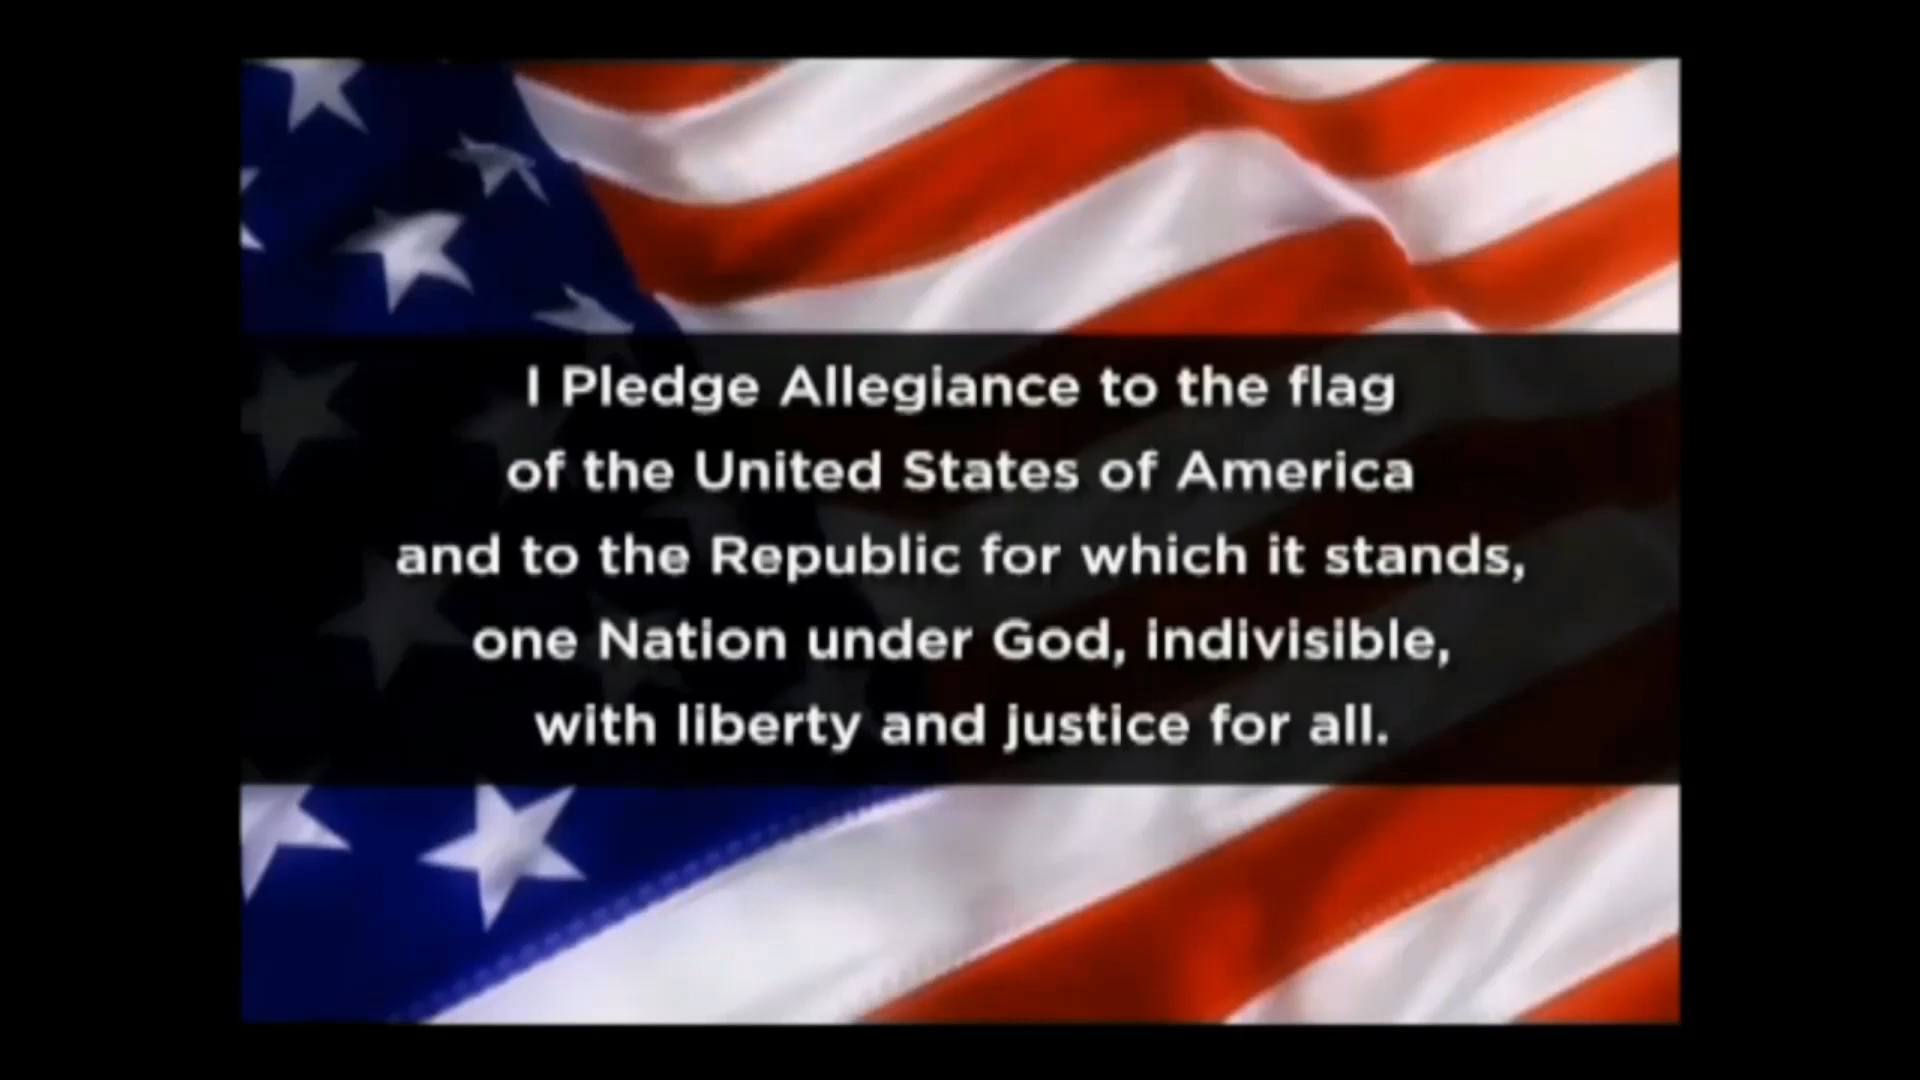 I Pledge Allegiance to the flag
of the United States of America
and to the Republic for which it stands,
one Nation under God, indivisible,
with liberty and justice for all.